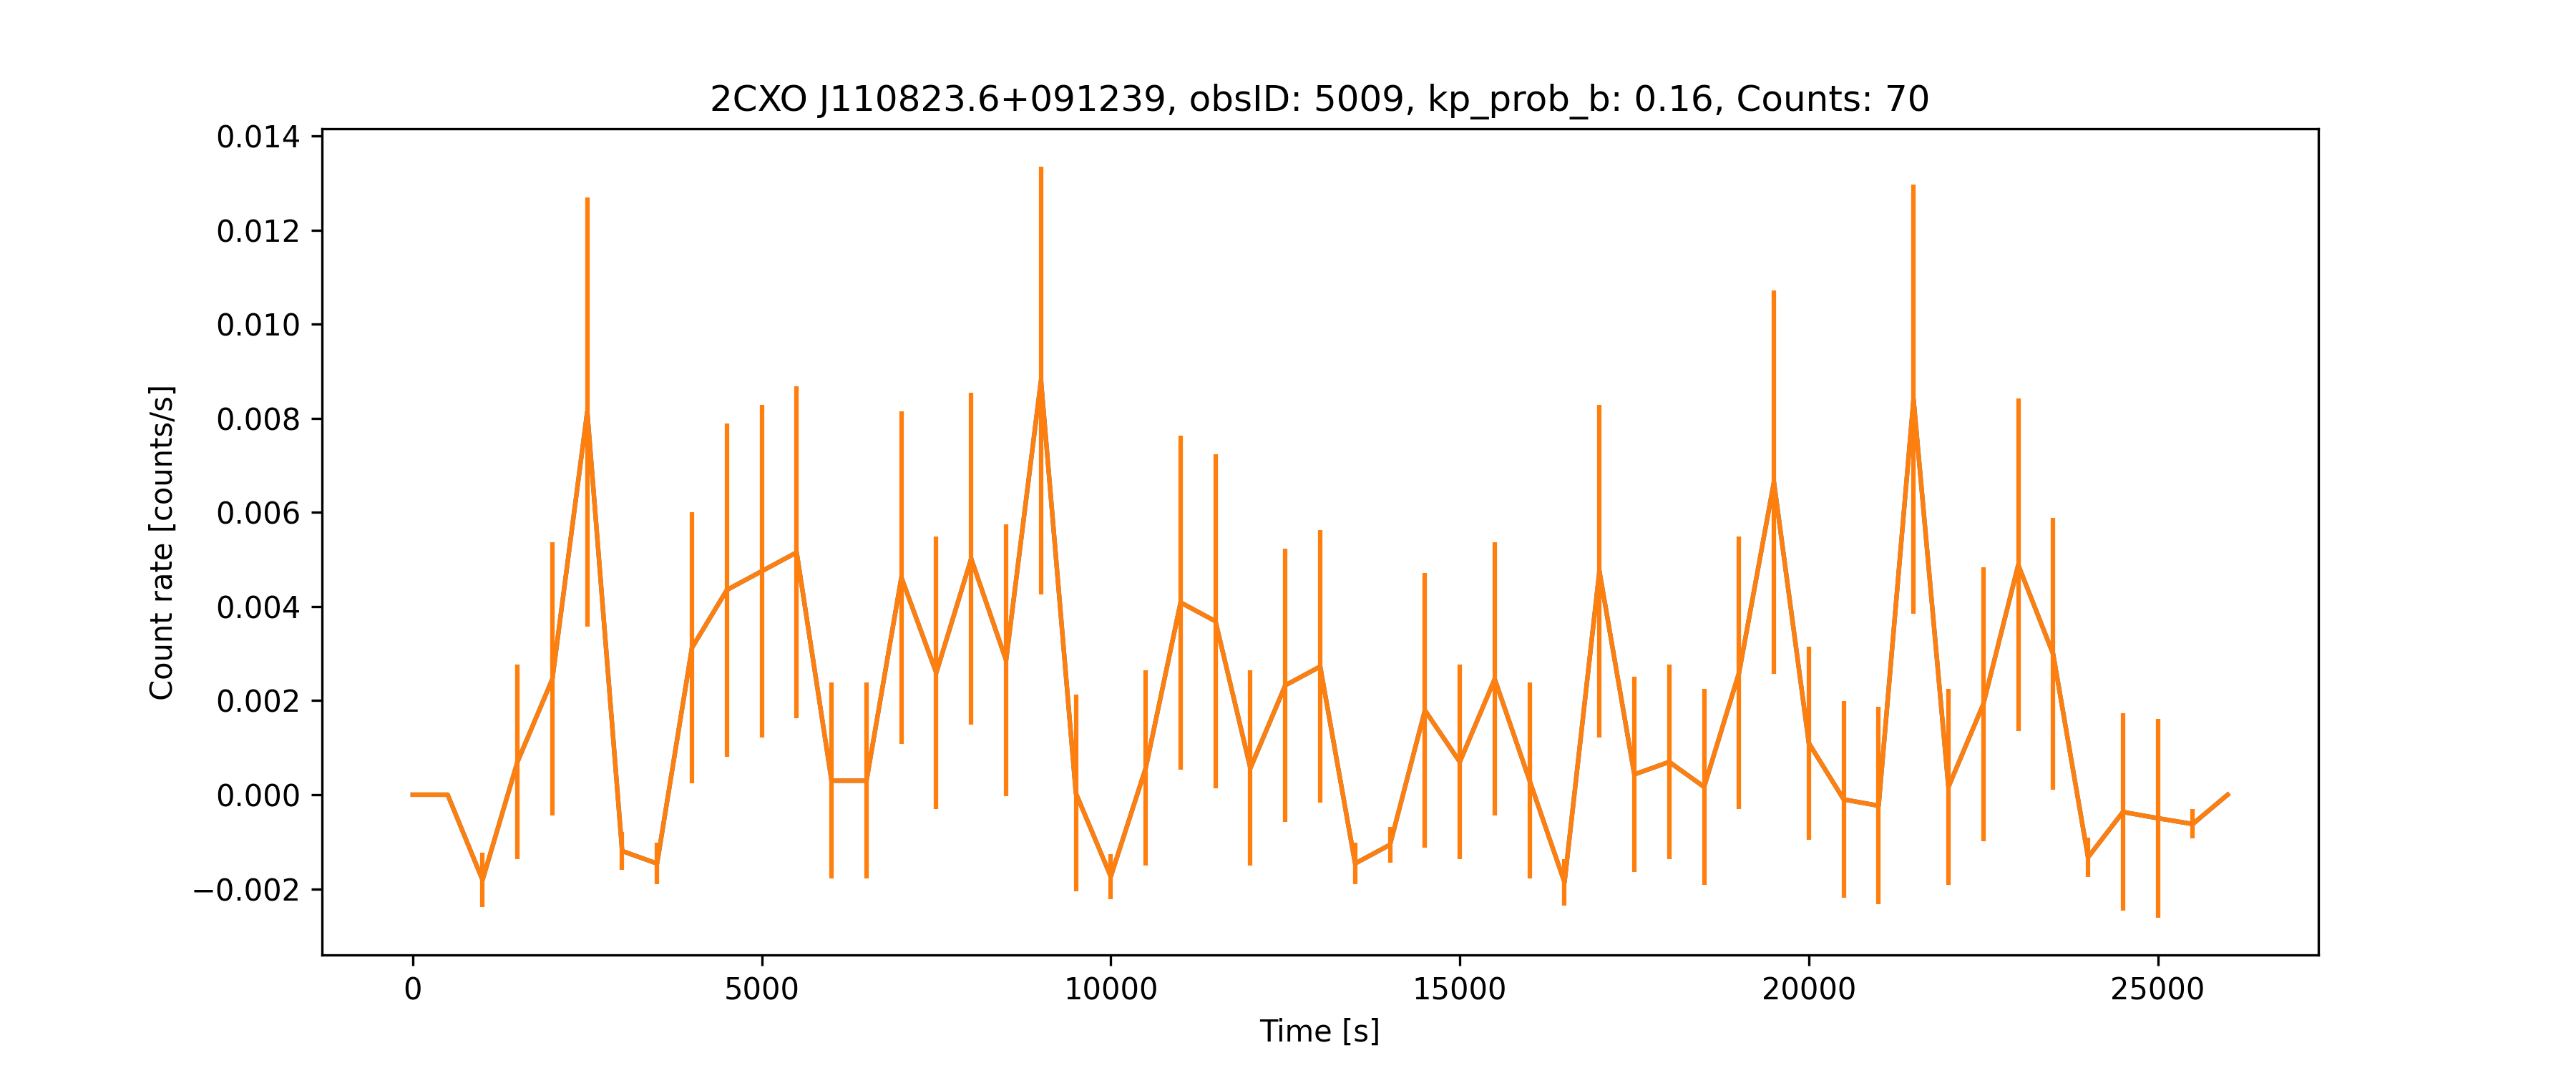 2CXO J110823.6+091239, obsID: 5009, kp_prob_b: 0.16, Counts: 70
0.014
0.012
0.010
0.008
0.006
0.004
0.002
0.000
−0.002
Count rate [counts/s]
0 5000 10000 15000 20000 25000
Time [s]